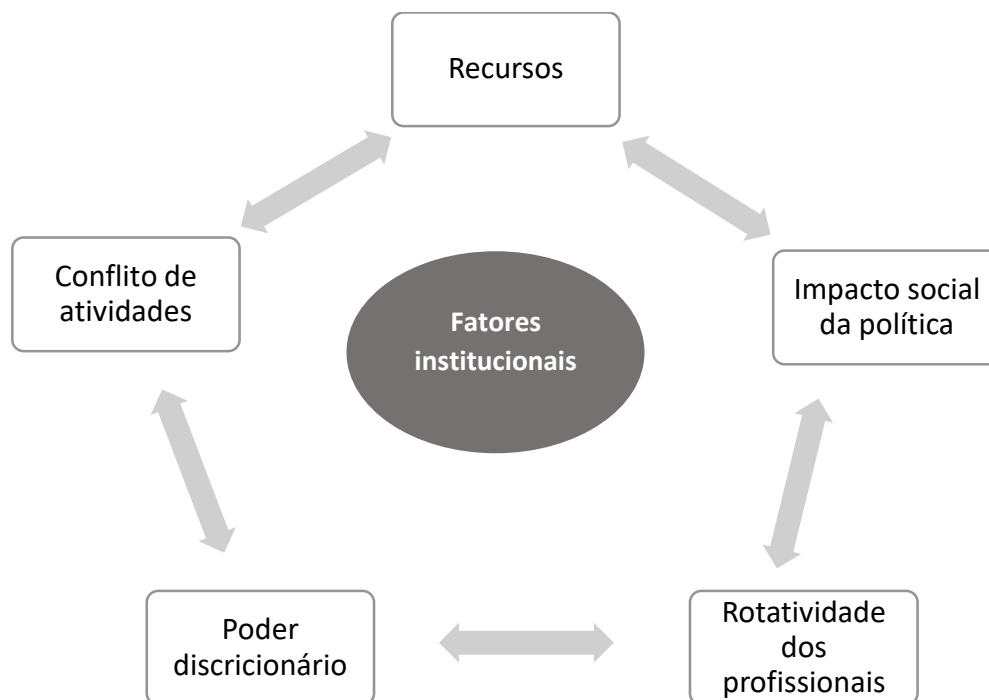 Recursos
Conflito de
atividades
Impacto social
da política
Fatores
institucionais
Poder
discricionário
Rotatividade
dos
profissionais